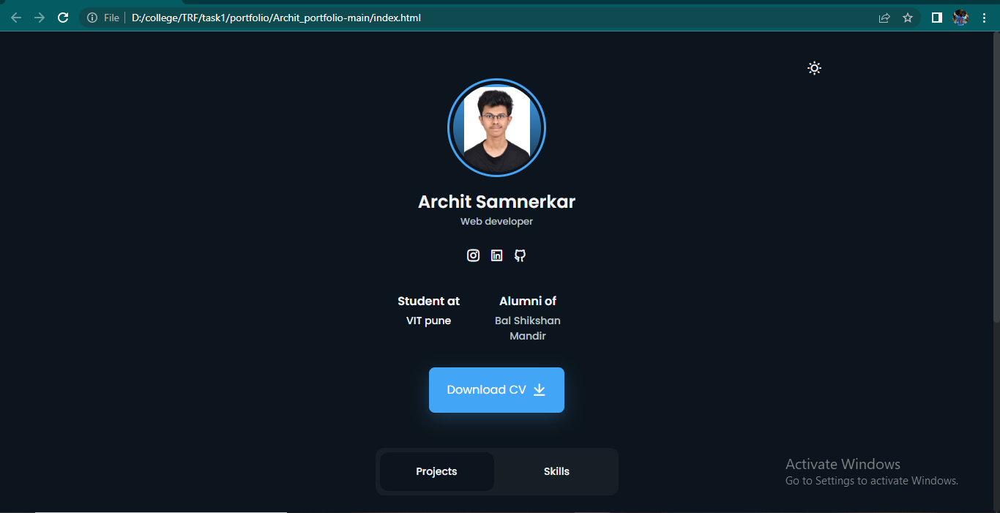 File D:/college/TRF/task1/portfolio/Archit_portfolio-main/index.html
Archit Samnerkar
Web developer
Student at
VIT pune
Alumni of
Bal Shikshan
Mandir
Download CV
Projects
Skills
Activate Windows
Go to Settings to activate Windows.